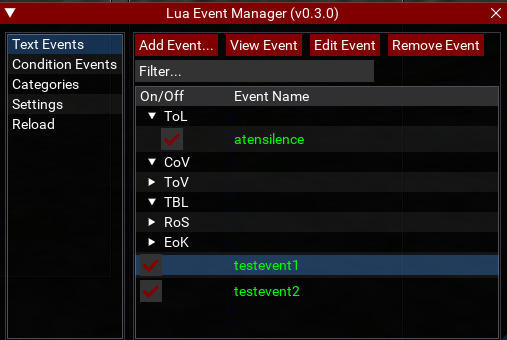 Lua Event Manager (v0.3.0)
Text Events
Condition Events
Categories
Settings
Reload
Add Event... View Event Edit Event Remove Event
Filter...
On/Off Event Name
ToL
atensilence
CoV
ToV
TBL
RoS
EoK
testevent1
testevent2